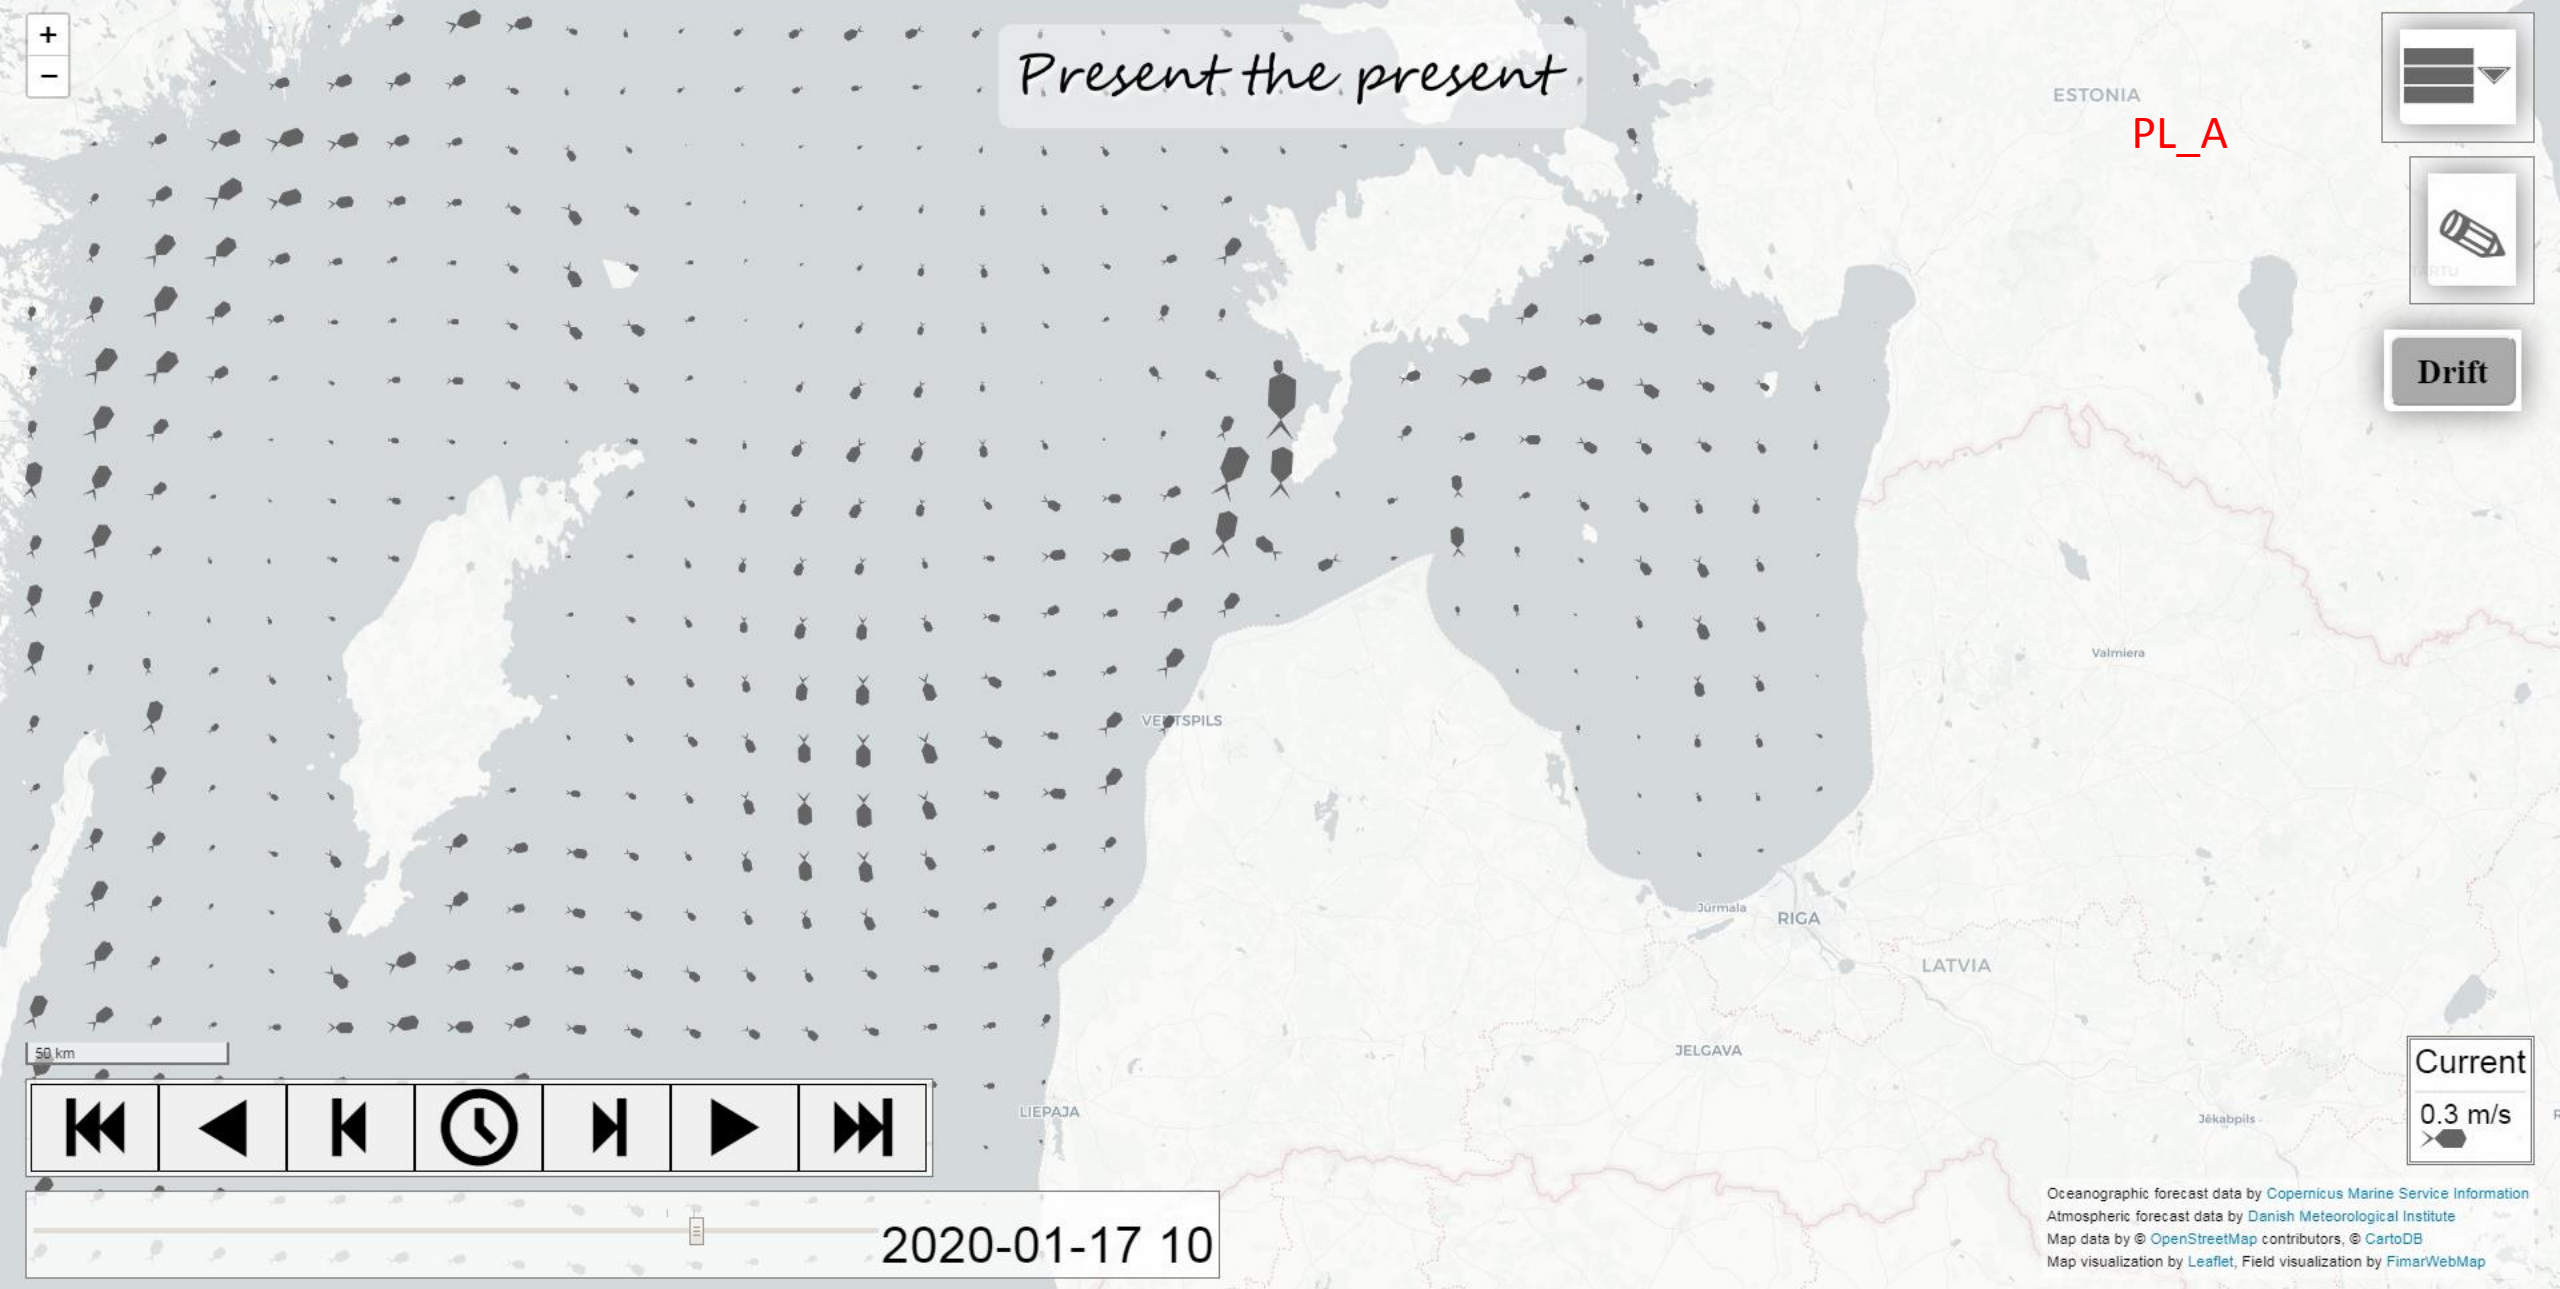 +
Present the present
−
ESTONIA
PL_A
TARTU
Drift
Valmiera
VENTSPILS
Jūrmala
RIGA
LATVIA
50 km
JELGAVA
Current
LIEPAJA
0.3 m/s
Jēkabpils
Oceanographic forecast data by Copernicus Marine Service Information
Atmospheric forecast data by Danish Meteorological Institute
2020-01-17 10
Map data by © OpenStreetMap contributors, © CartoDB
Map visualization by Leaflet, Field visualization by FimarWebMap